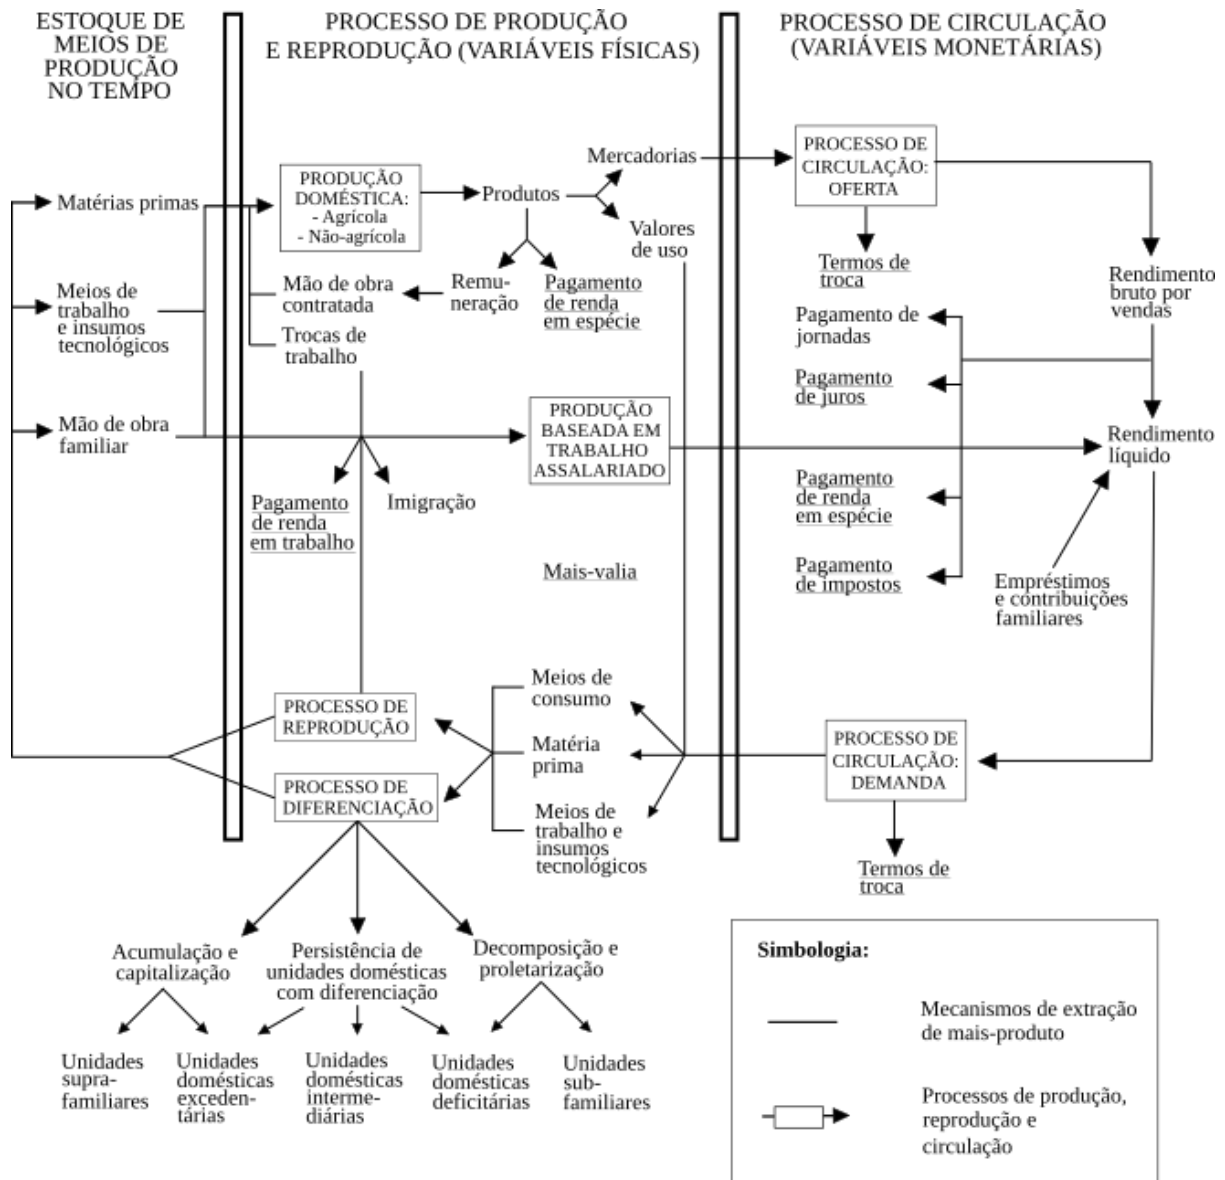 ESTOQUE DE
MEIOS DE
PRODUÇÃO
NO TEMPO
PROCESSO DE PRODUÇÃO
E REPRODUÇÃO (VARIÁVEIS FÍSICAS)
PROCESSO DE CIRCULAÇÃO
(VARIÁVEIS MONETÁRIAS)
Matérias primas
Meios de
trabalho
e insumos
tecnológicos
Mão de obra
familiar
PRODUÇÃO
DOMÉSTICA:
- Agrícola
- Não-agrícola
Produtos
Mercadorias
Valores
de uso
Mão de obra
contratada
Remu-
neração
Pagamento
de renda
em espécie
Trocas de
trabalho
PRODUÇÃO
BASEADA EM
TRABALHO
ASSALARIADO
Pagamento
de renda
em trabalho
Imigração
Mais-valia
PROCESSO DE
CIRCULAÇÃO:
OFERTA
Termos de
troca
Rendimento
bruto por
vendas
Pagamento de
jornadas
Pagamento
de juros
Rendimento
líquido
Pagamento
de renda
em espécie
Pagamento
de impostos
Empréstimos
e contribuições
familiares
PROCESSO DE
REPRODUÇÃO
PROCESSO DE
DIFERENCIAÇÃO
Meios de
consumo
Matéria
prima
Meios de
trabalho e
insumos
tecnológicos
PROCESSO DE
CIRCULAÇÃO:
DEMANDA
Termos de
troca
Acumulação e
capitalização
Persistência de
unidades domésticas
com diferenciação
Decomposição e
proletarização
Unidades
supra-
familiares
Unidades
domésticas
exceden-
tárias
Unidades
domésticas
interme-
diárias
Unidades
domésticas
deficitárias
Unidades
sub-
familiares
Simbologia:
Mecanismos de extração
de mais-produto
Processos de produção,
reprodução e
circulação